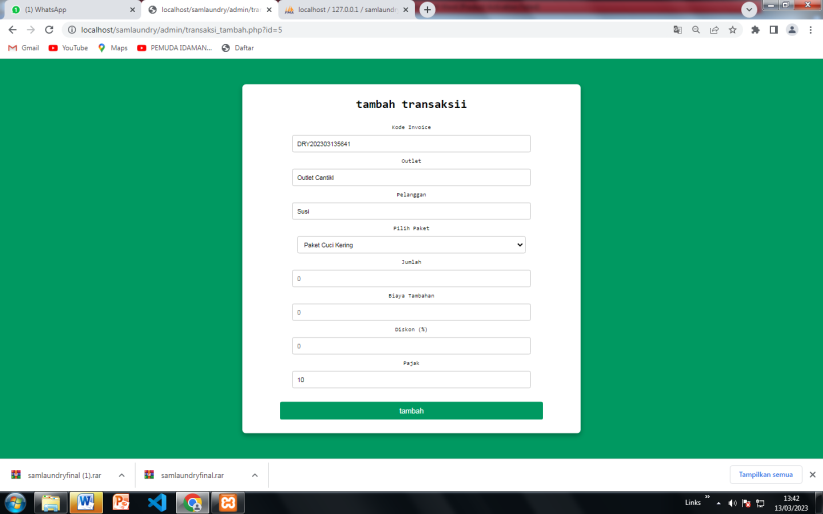 (1) WhatsApp
localhost/samlaundry/admin/tran
localhost / 127.0.0.1 / samlaundr
localhost/samlaundry/admin/transaksi_tambah.php?id=5
Gmail
YouTube
Maps
PEMUDA IDAMAN...
Daftar
tambah transaksii
Kode Invoice
DRY202303135641
Outlet
Outlet Cantikl
Pelanggan
Susi
Pilih Paket
Paket Cuci Kering
Jumlah
0
Biaya Tambahan
0
Diskon (%)
0
Pajak
10
tambah
samlaundryfinal (1).rar
samlaundryfinal.rar
Tampilkan semua
Links
13:42
13/03/2023